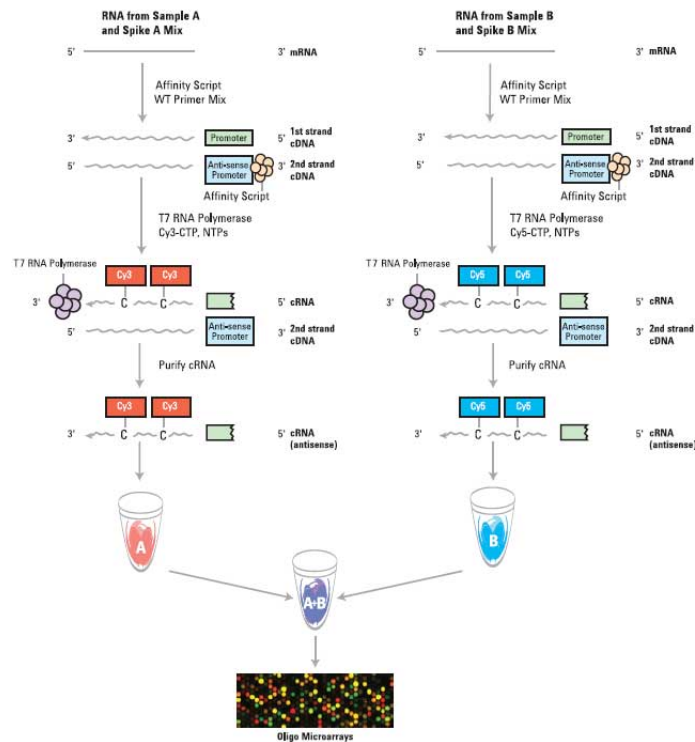 RNA from Sample A
and Spike A Mix
5' 3' mRNA
Affinity Script
WT Primer Mix
3' Promoter 5' 1st strand
cDNA
5' Anti-sense
Promoter 3' 2nd strand
cDNA
Affinity Script
T7 RNA Polymerase
Cy3-CTP, NTPs
T7 RNA Polymerase
Cy3 Cy3
3' C C cRNA
5' Anti-sense
Promoter 3' 2nd strand
cDNA
Purify cRNA
Cy3 Cy3
3' C C 5' cRNA
(antisense)
A
RNA from Sample B
and Spike B Mix
5' 3' mRNA
Affinity Script
WT Primer Mix
3' Promoter 5' 1st strand
cDNA
5' Anti-sense
Promoter 3' 2nd strand
cDNA
Affinity Script
T7 RNA Polymerase
Cy5-CTP, NTPs
T7 RNA Polymerase
Cy5 Cy5
3' C C 5' cRNA
5' Anti-sense
Promoter 3' 2nd strand
cDNA
Purify cRNA
Cy5 Cy5
3' C C 5' cRNA
(antisense)
B
A+B
Oligo Microarrays